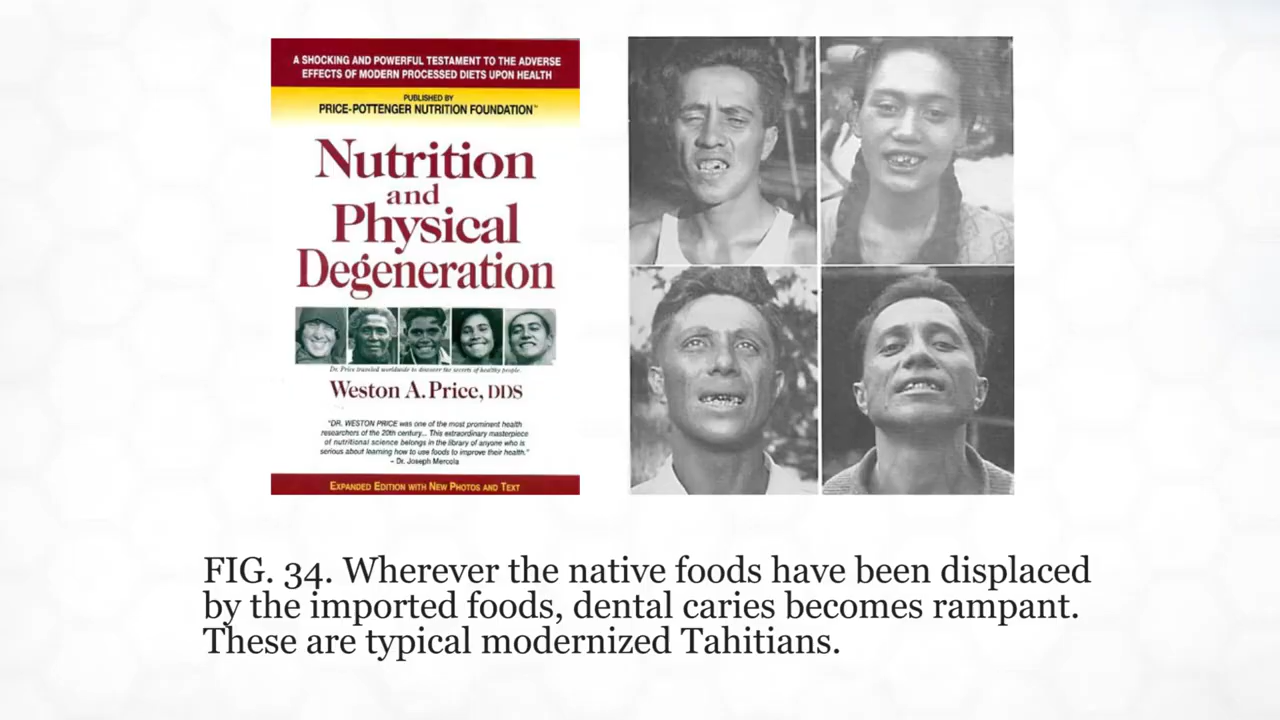 A SHOCKING AND POWERFUL TESTAMENT TO THE ADVERSE
EFFECTS OF MODERN PROCESSED DIETS UPON HEALTH
PUBLISHED BY
PRICE-POTTENGER NUTRITION FOUNDATION™
Nutrition
and
Physical
Degeneration
Dr. Price traveled worldwide to discover the secrets of healthy people.
Weston A. Price, DDS
"DR. WESTON PRICE was one of the most prominent health
researchers of the 20th century... This extraordinary masterpiece
of nutritional science belongs in the library of anyone who is
serious about learning how to use foods to improve their health."
– Dr. Joseph Mercola
EXPANDED EDITION WITH NEW PHOTOS AND TEXT
FIG. 34. Wherever the native foods have been displaced
by the imported foods, dental caries becomes rampant.
These are typical modernized Tahitians.